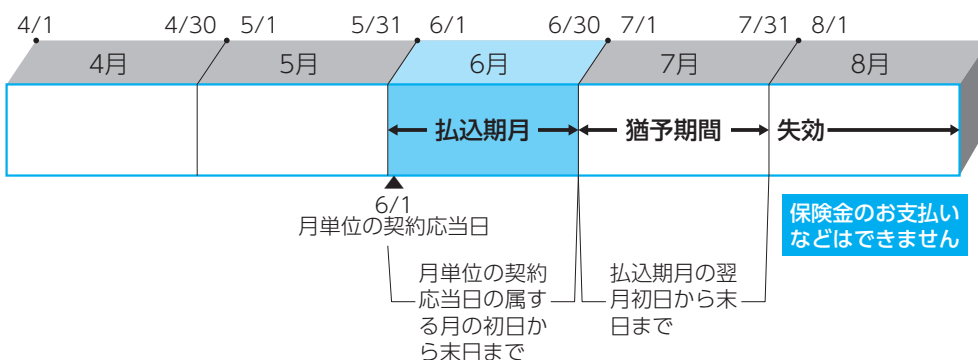 4/1 4/30 5/1 5/31 6/1 6/30 7/1 7/31 8/1
4月 5月 6月 7月 8月
払込期月 猶予期間 失効
6/1
月単位の契約応当日
保険金のお支払い
などはできません
月単位の契約
応当日の属す
る月の初日か
ら末日まで
払込期月の翌
月初日から末
日まで